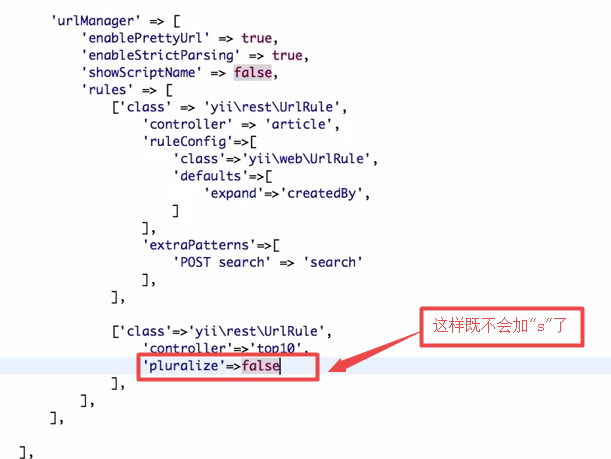 'urlManager' => [
'enablePrettyUrl' => true,
'enableStrictParsing' => true,
'showScriptName' => false,
'rules' => [
['class' => 'yii\rest\UrlRule',
'controller' => 'article',
'ruleConfig'=>[
'class'=>'yii\web\UrlRule',
'defaults'=>[
'expand'=>'createdBy',
]
],
'extraPatterns'=>[
'POST search' => 'search'
],
],
['class'=>'yii\rest\UrlRule',
这样既不会加"s"了
'controller'=>'top10',
'pluralize'=>false
],
],
],
],